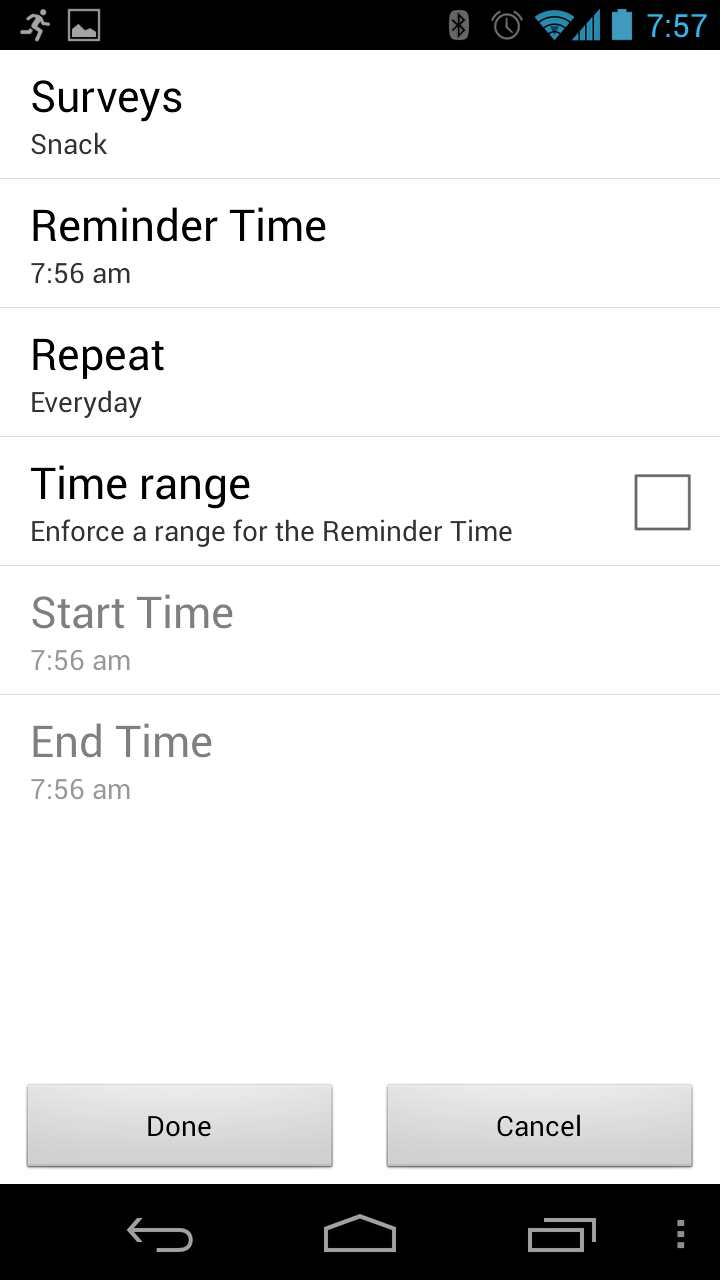 7:57
Surveys
Snack
Reminder Time
7:56 am
Repeat
Everyday
Time range
Enforce a range for the Reminder Time
Start Time
7:56 am
End Time
7:56 am
Done
Cancel